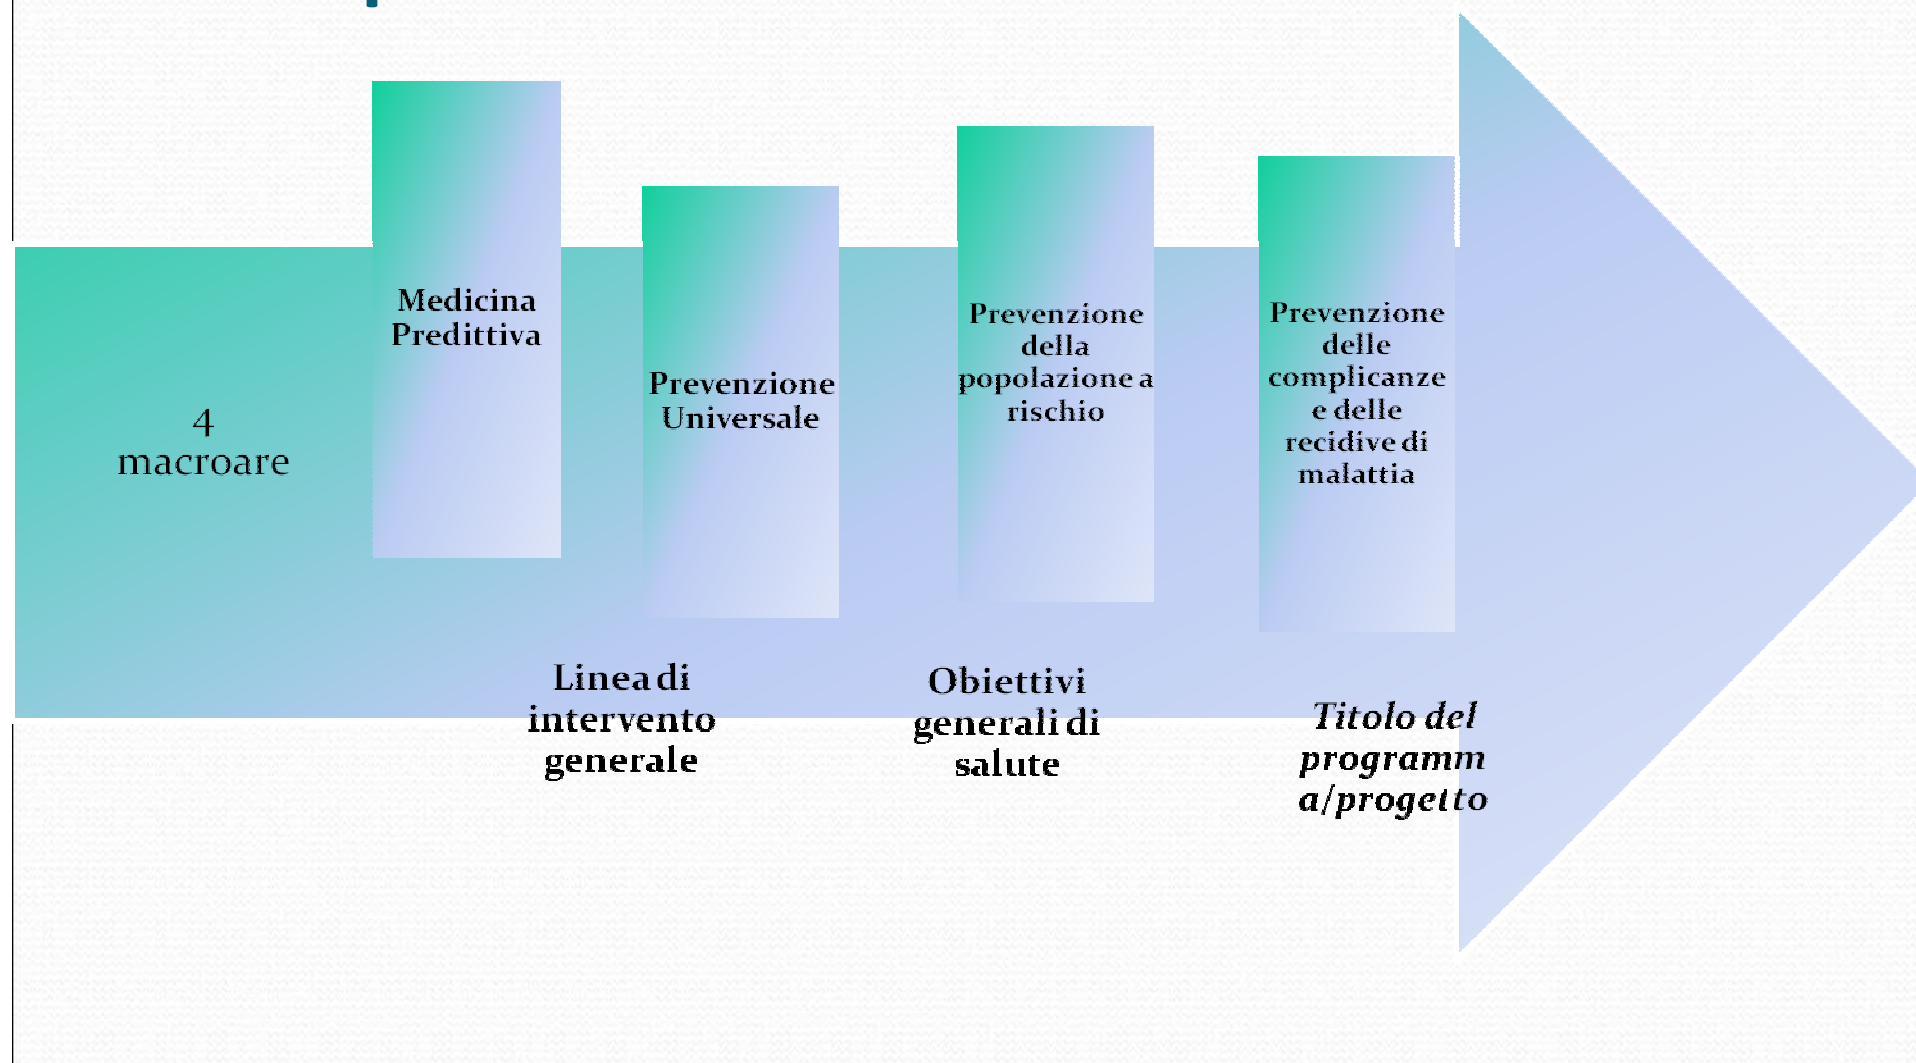 4
macroare
Medicina
Predittiva
Prevenzione
Universale
Prevenzione
della
popolazione a
rischio
Prevenzione
delle
complicanze
e delle
recidive di
malattia
Linea di
intervento
generale
Obiettivi
generali di
salute
Titolo del
programm
a/progetto